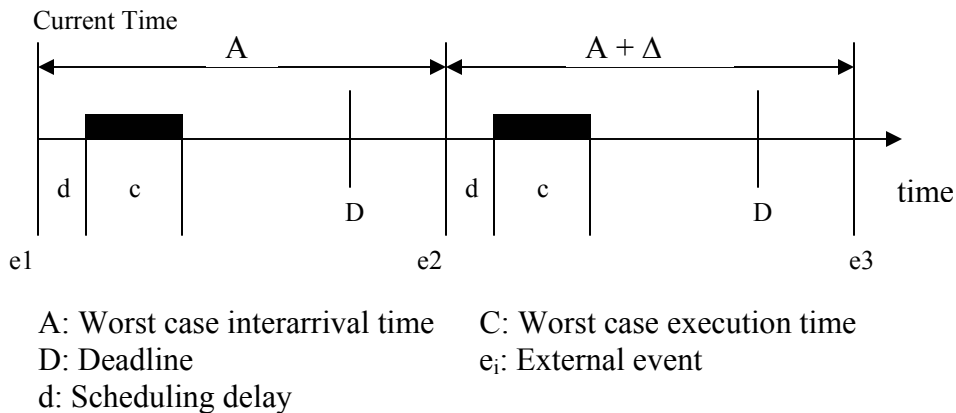 Current Time
A
A + Δ
d
c
D
d
c
D
time
e1
e2
e3
A: Worst case interarrival time C: Worst case execution time
D: Deadline eᵢ: External event
d: Scheduling delay